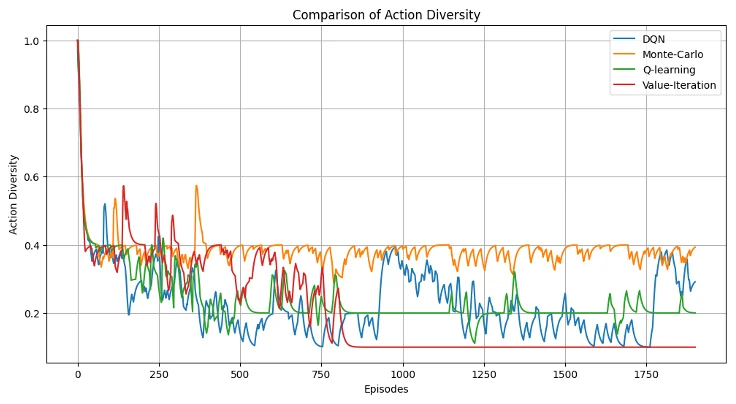 Comparison of Action Diversity
DQN
Monte-Carlo
Q-learning
Value-Iteration
1.0
0.8
0.6
0.4
0.2
Action Diversity
0 250 500 750 1000 1250 1500 1750
Episodes